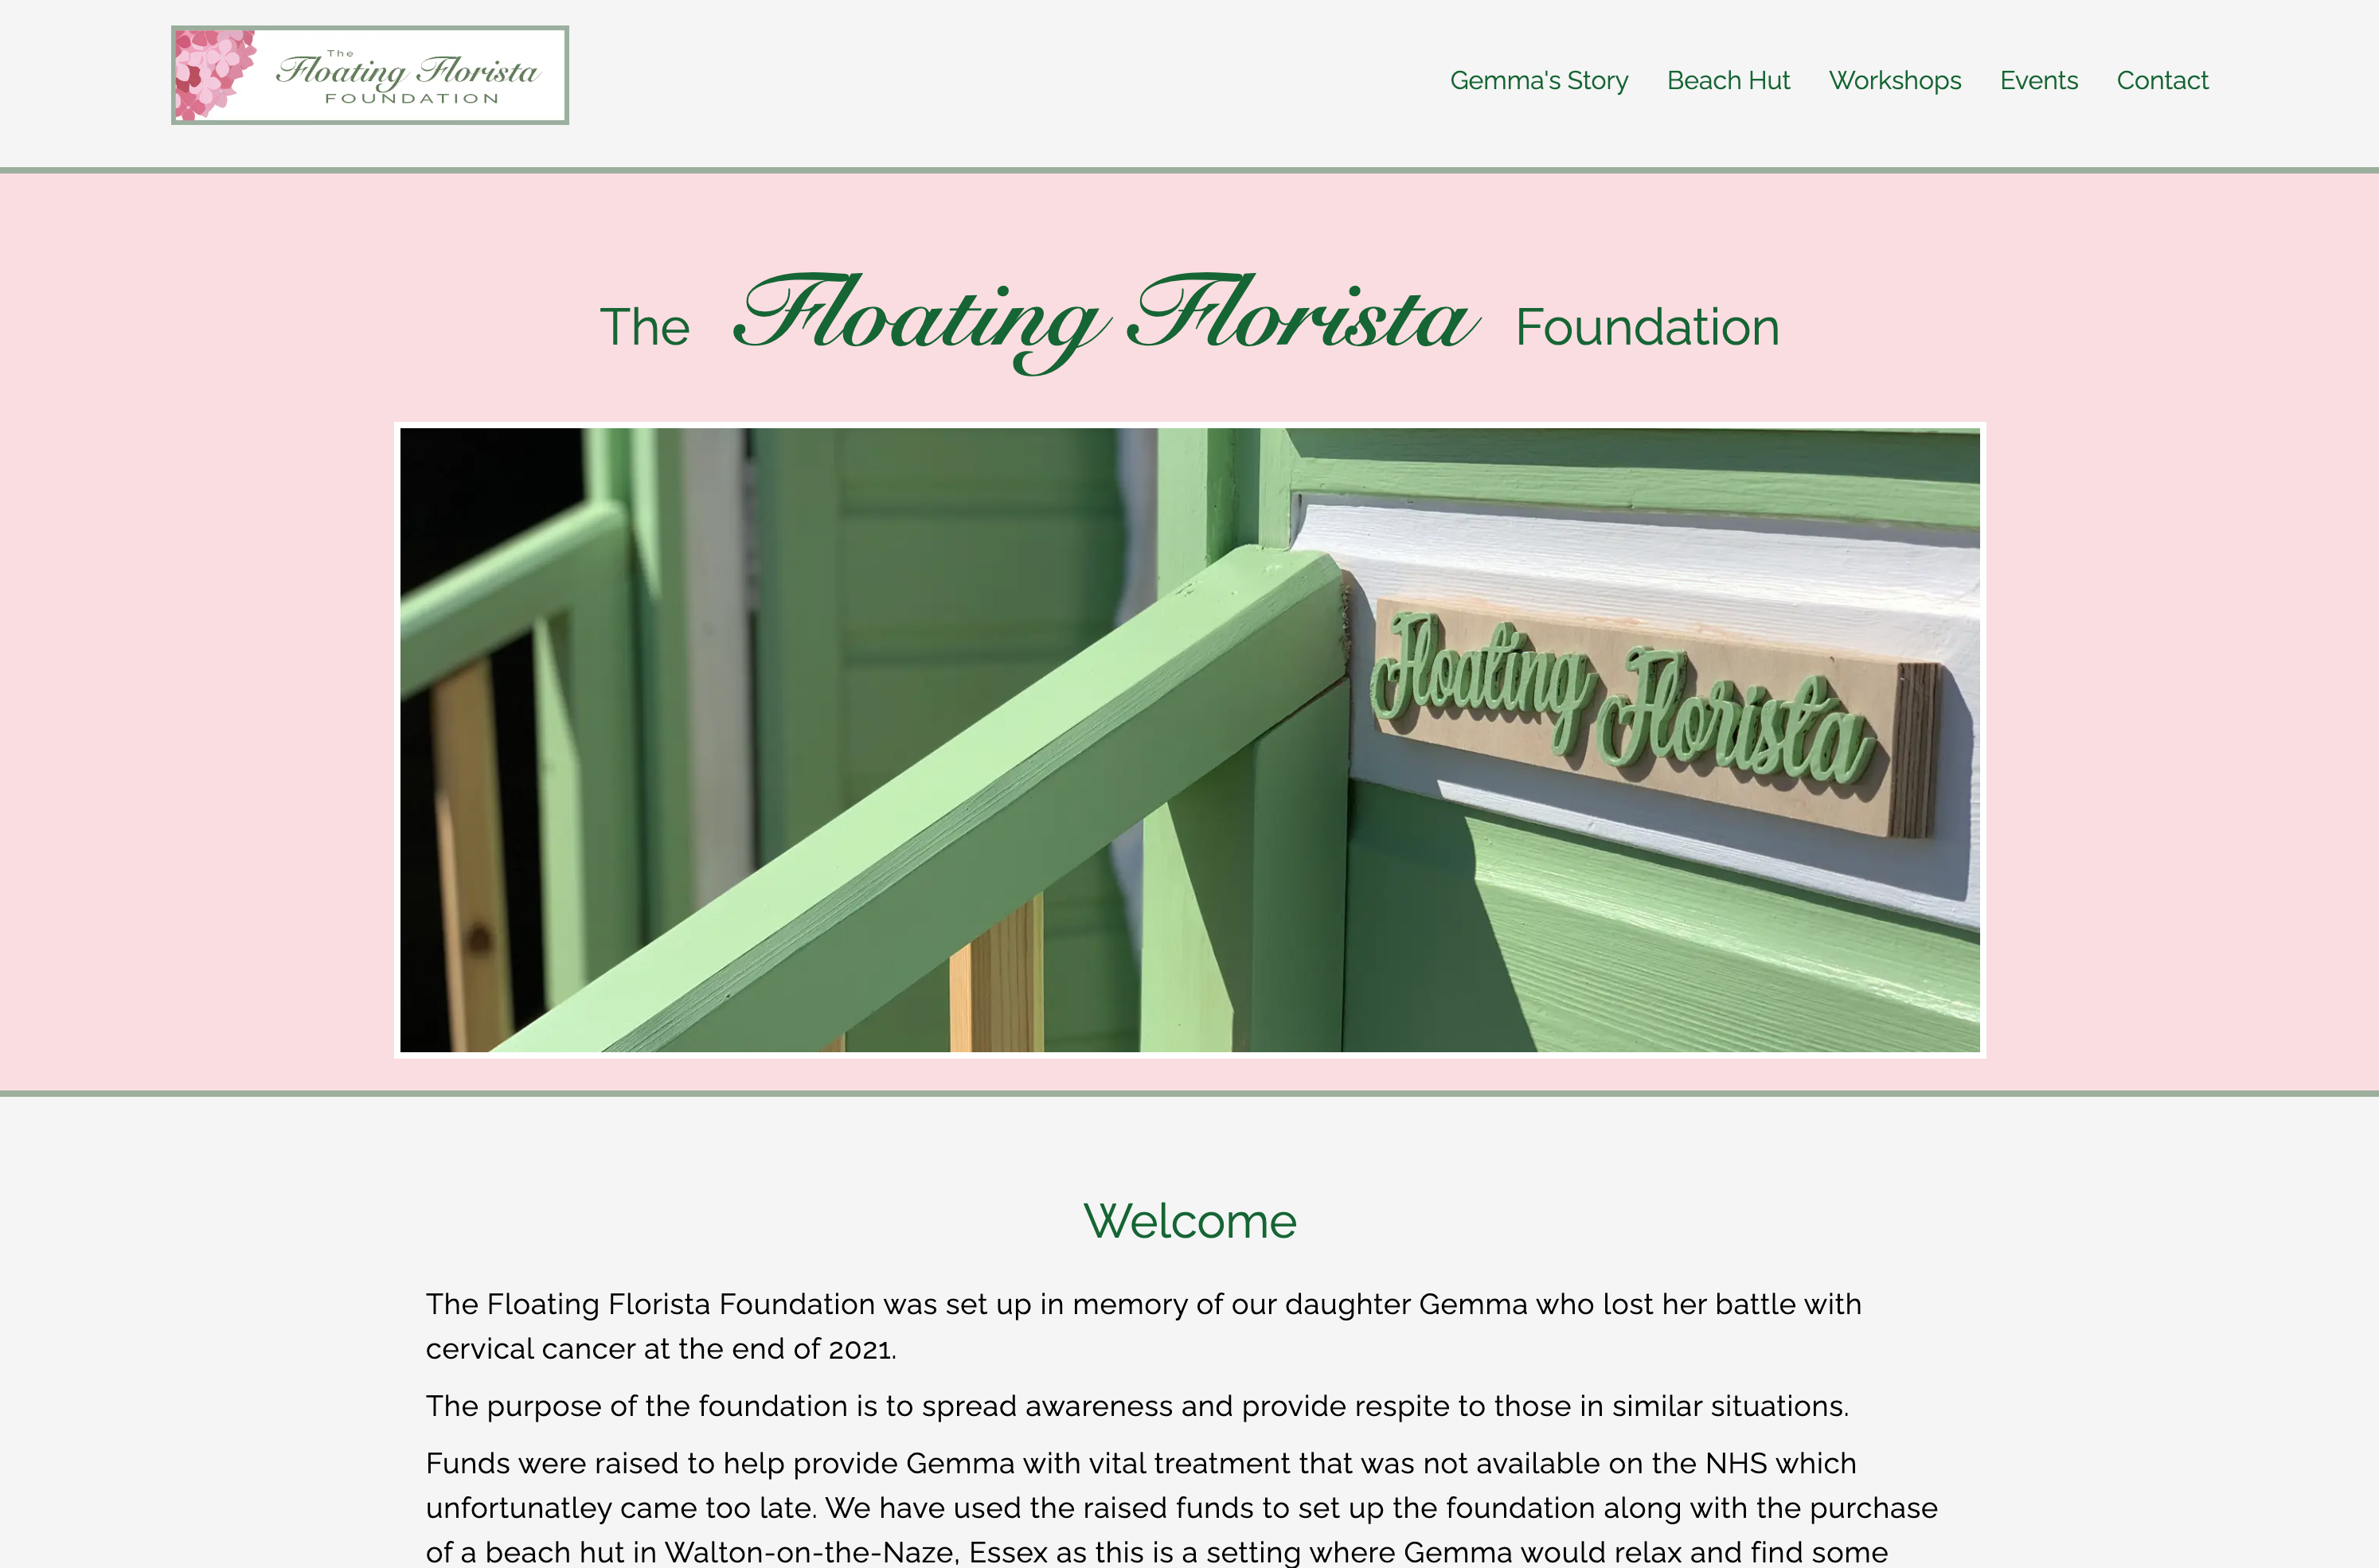 The
Floating Florista
FOUNDATION
Gemma's Story Beach Hut Workshops Events Contact
The Floating Florista Foundation
Floating Florista
Welcome
The Floating Florista Foundation was set up in memory of our daughter Gemma who lost her battle with
cervical cancer at the end of 2021.
The purpose of the foundation is to spread awareness and provide respite to those in similar situations.
Funds were raised to help provide Gemma with vital treatment that was not available on the NHS which
unfortunatley came too late. We have used the raised funds to set up the foundation along with the purchase
of a beach hut in Walton-on-the-Naze, Essex as this is a setting where Gemma would relax and find some